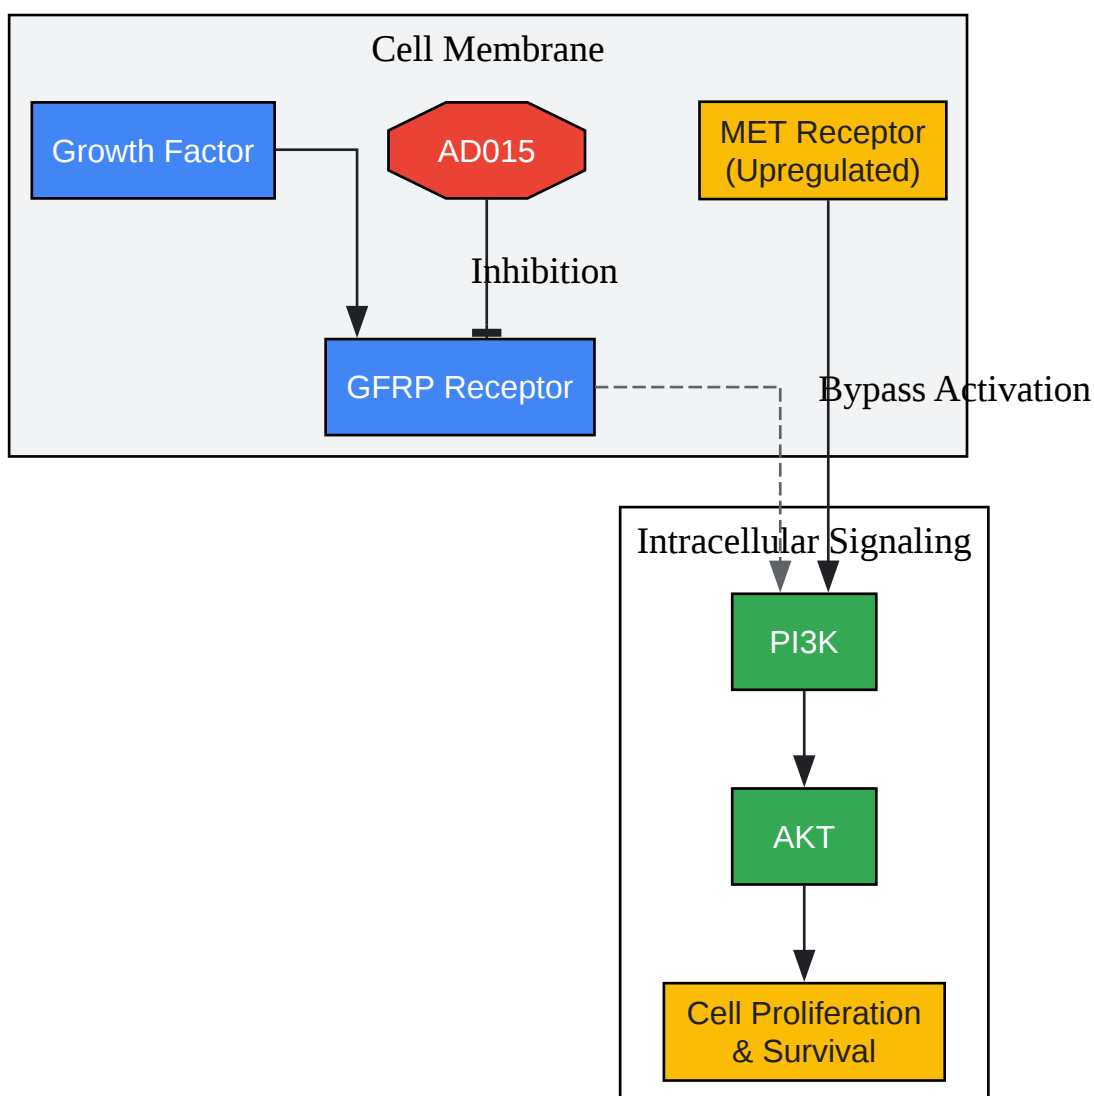 Cell Membrane
Growth Factor
AD015
MET Receptor
(Upregulated)
Inhibition
GFRP Receptor
Bypass Activation
Intracellular Signaling
PI3K
AKT
Cell Proliferation
& Survival